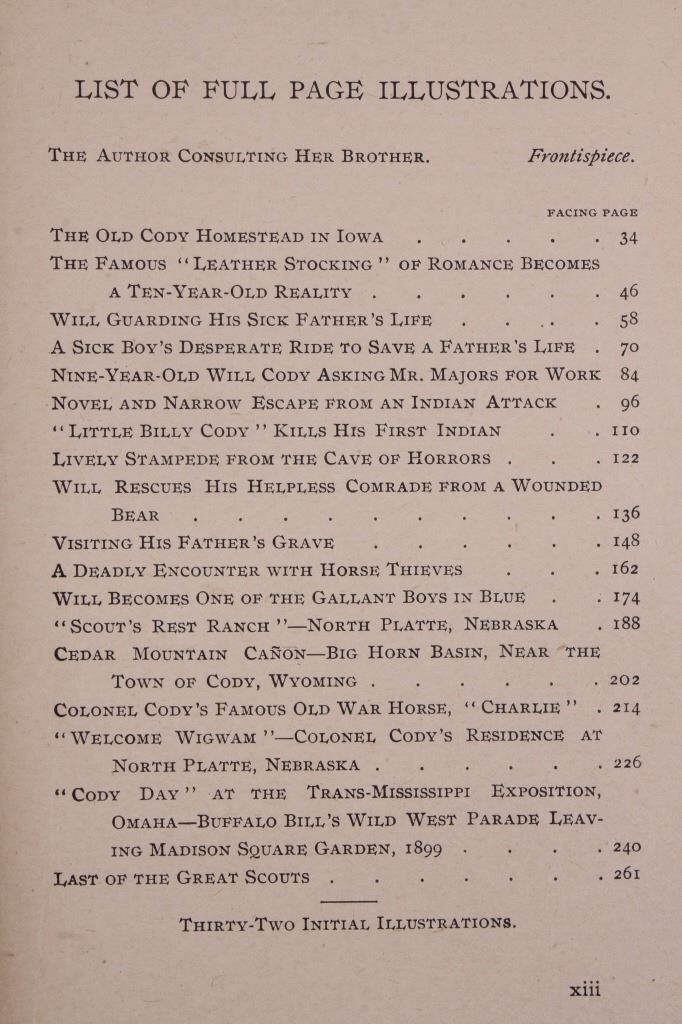 LIST OF FULL PAGE ILLUSTRATIONS.
THE AUTHOR CONSULTING HER BROTHER. Frontispiece.
FACING PAGE
THE OLD CODY HOMESTEAD IN IOWA . . . . . 34
THE FAMOUS "LEATHER STOCKING" OF ROMANCE BECOMES
A TEN-YEAR-OLD REALITY . . . . . . 46
WILL GUARDING HIS SICK FATHER'S LIFE . . . . 58
A SICK BOY'S DESPERATE RIDE TO SAVE A FATHER'S LIFE . 70
NINE-YEAR-OLD WILL CODY ASKING MR. MAJORS FOR WORK 84
NOVEL AND NARROW ESCAPE FROM AN INDIAN ATTACK . 96
"LITTLE BILLY CODY" KILLS HIS FIRST INDIAN . . 110
LIVELY STAMPEDE FROM THE CAVE OF HORRORS . . . 122
WILL RESCUES HIS HELPLESS COMRADE FROM A WOUNDED
BEAR . . . . . . . . . . 136
VISITING HIS FATHER'S GRAVE . . . . . . 148
A DEADLY ENCOUNTER WITH HORSE THIEVES . . . 162
WILL BECOMES ONE OF THE GALLANT BOYS IN BLUE . . 174
"SCOUT'S REST RANCH"—NORTH PLATTE, NEBRASKA . 188
CEDAR MOUNTAIN CAÑON—BIG HORN BASIN, NEAR THE
TOWN OF CODY, WYOMING . . . . . . 202
COLONEL CODY'S FAMOUS OLD WAR HORSE, "CHARLIE" . 214
"WELCOME WIGWAM"—COLONEL CODY'S RESIDENCE AT
NORTH PLATTE, NEBRASKA . . . . . . 226
"CODY DAY" AT THE TRANS-MISSISSIPPI EXPOSITION,
OMAHA—BUFFALO BILL'S WILD WEST PARADE LEAV-
ING MADISON SQUARE GARDEN, 1899 . . . . 240
LAST OF THE GREAT SCOUTS . . . . . . . 261
THIRTY-TWO INITIAL ILLUSTRATIONS.
xiii